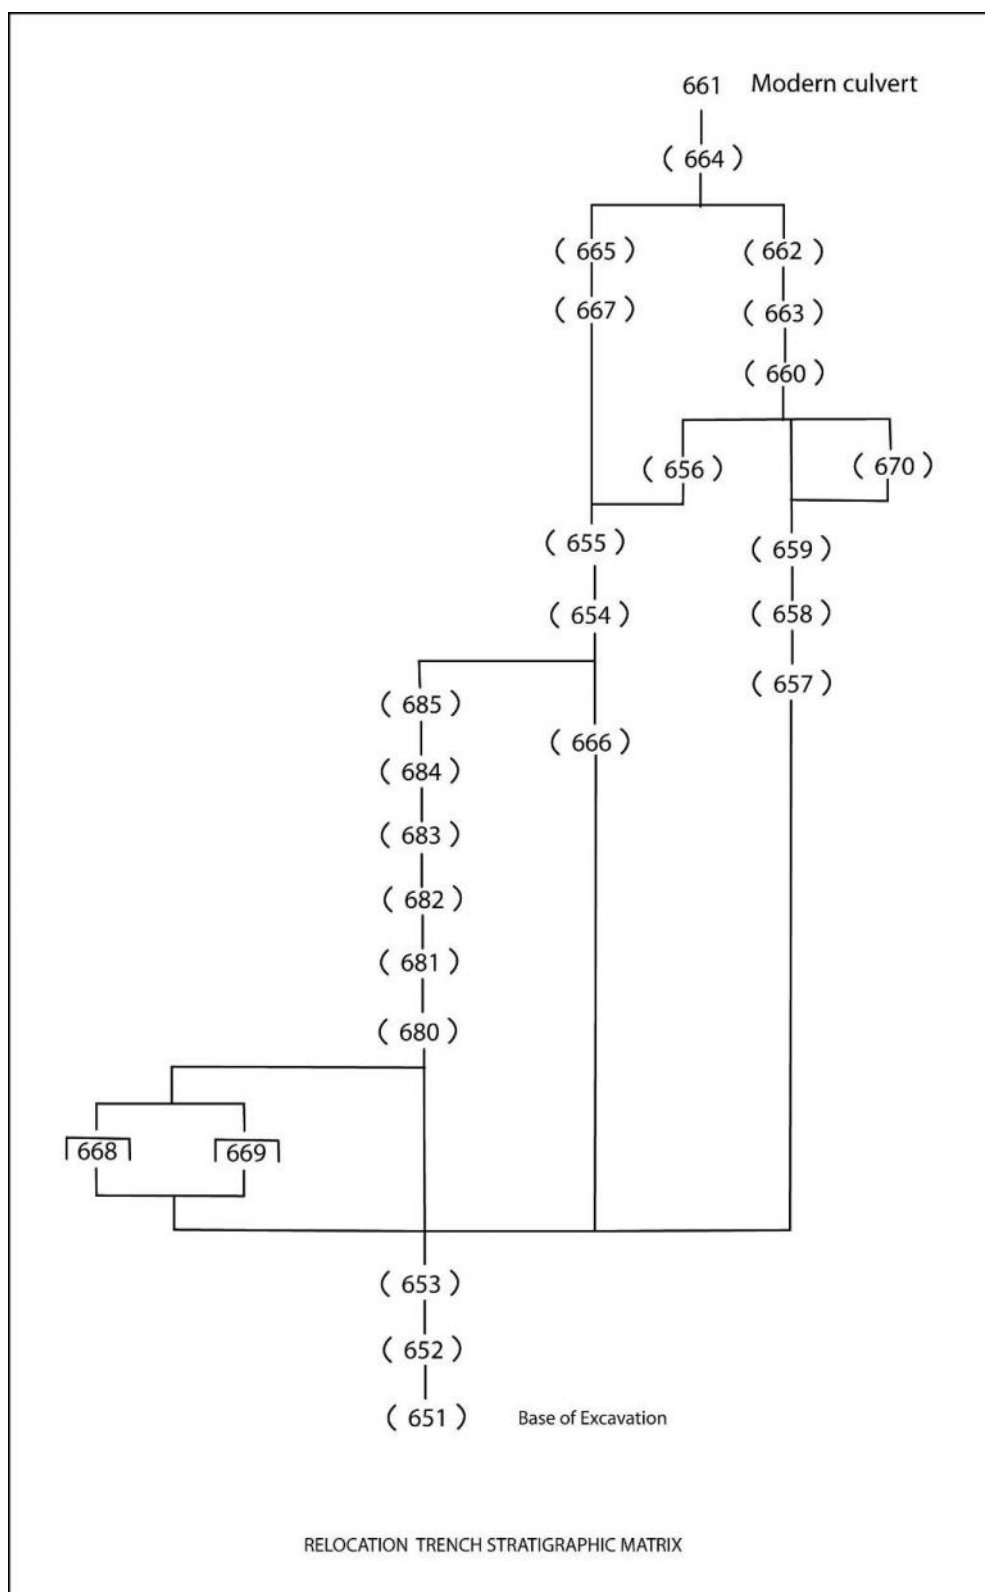 661 Modern culvert
( 664 )
( 665 ) ( 662 )
( 667 ) ( 663 )
( 660 )
( 656 ) ( 670 )
( 655 ) ( 659 )
( 654 ) ( 658 )
( 685 ) ( 657 )
( 666 )
( 684 )
( 683 )
( 682 )
( 681 )
( 680 )
668 669
( 653 )
( 652 )
( 651 ) Base of Excavation
RELOCATION TRENCH STRATIGRAPHIC MATRIX